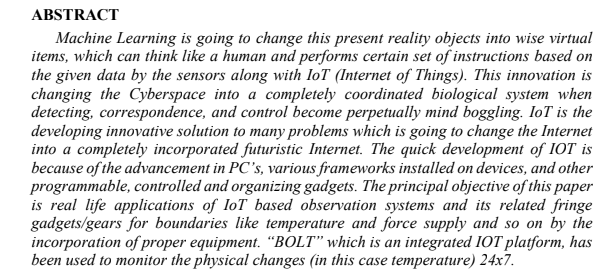 ABSTRACT
Machine Learning is going to change this present reality objects into wise virtual
items, which can think like a human and performs certain set of instructions based on
the given data by the sensors along with IoT (Internet of Things). This innovation is
changing the Cyberspace into a completely coordinated biological system when
detecting, correspondence, and control become perpetually mind boggling. IoT is the
developing innovative solution to many problems which is going to change the Internet
into a completely incorporated futuristic Internet. The quick development of IOT is
because of the advancement in PC's, various frameworks installed on devices, and other
programmable, controlled and organizing gadgets. The principal objective of this paper
is real life applications of IoT based observation systems and its related fringe
gadgets/gears for boundaries like temperature and force supply and so on by the
incorporation of proper equipment. “BOLT” which is an integrated IOT platform, has
been used to monitor the physical changes (in this case temperature) 24x7.